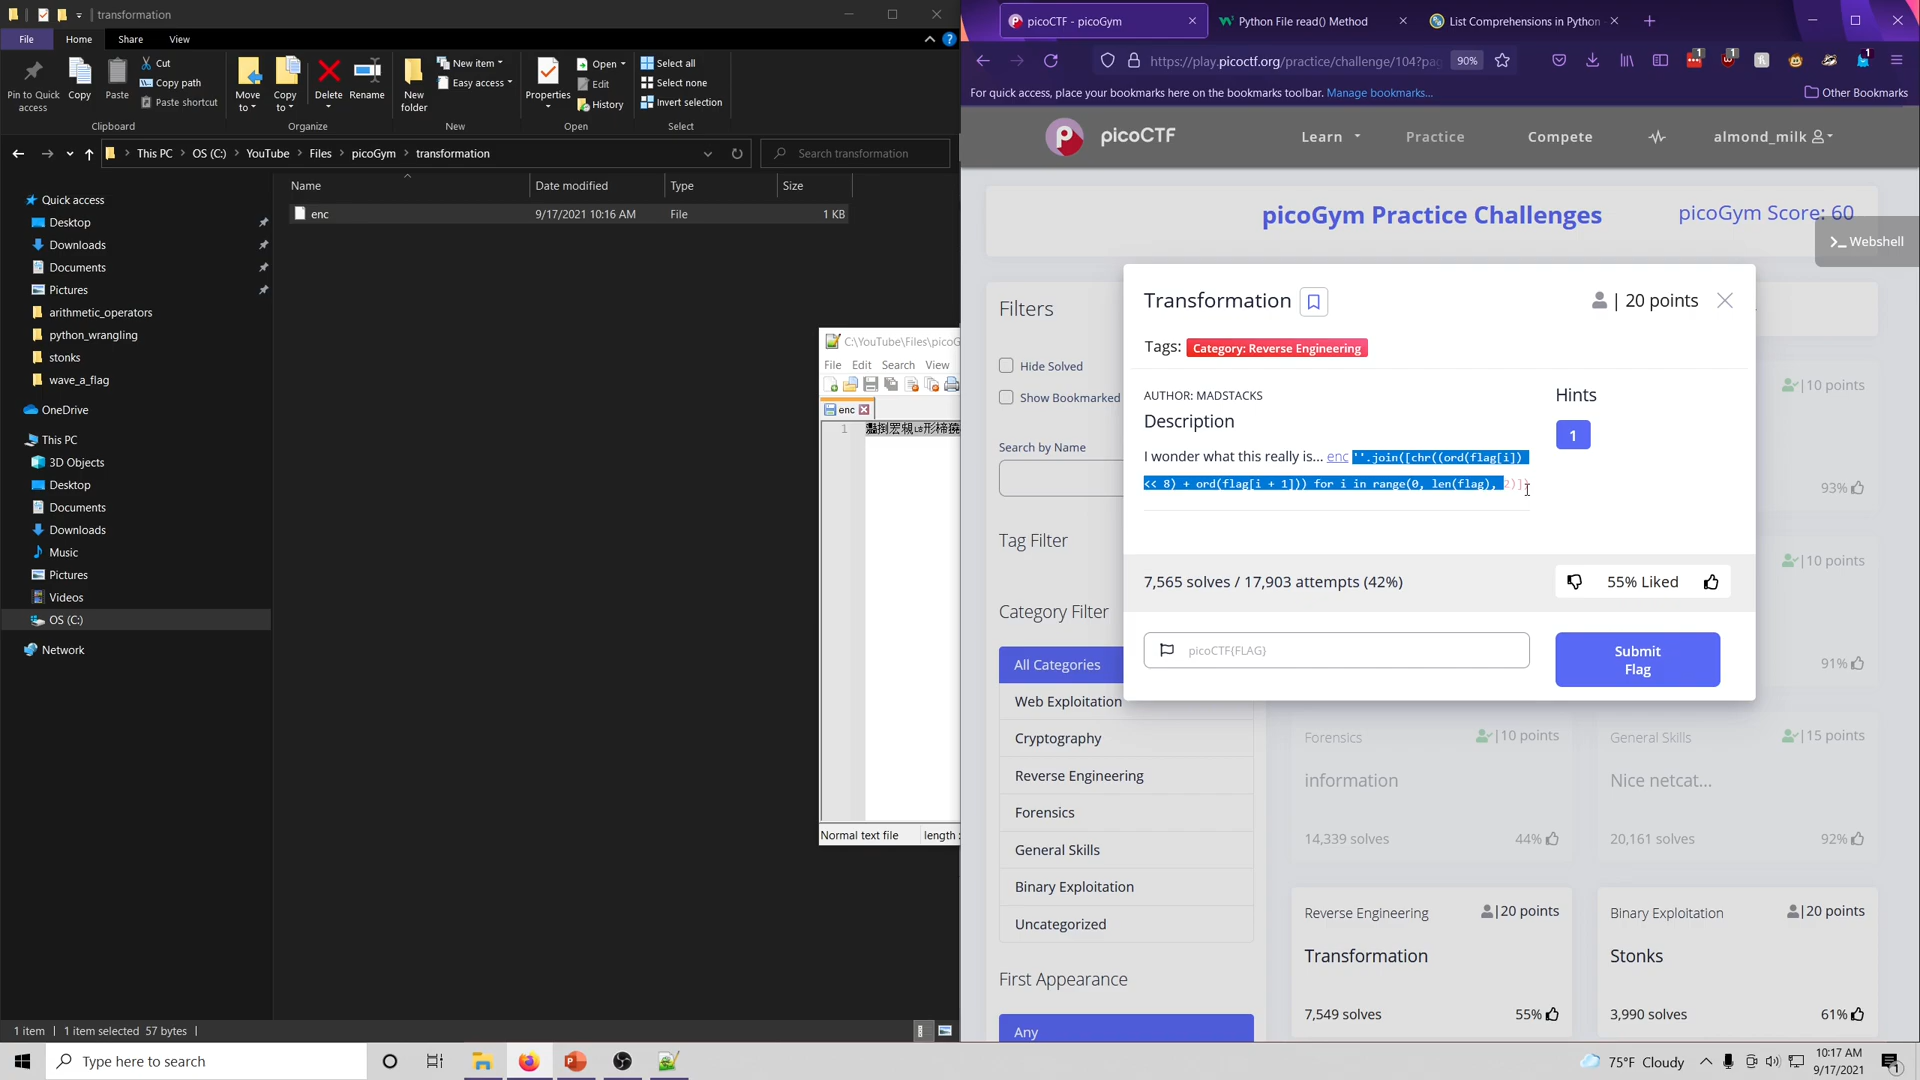 transformation
File
Home
Share
View
Pin to Quick access
Copy
Paste
Cut
Copy path
Paste shortcut
Move to
Copy to
Delete
Rename
New folder
New item
Easy access
Properties
Open
Edit
History
Select all
Select none
Invert selection
Clipboard
Organize
New
Open
Select
This PC
OS (C:)
YouTube
Files
picoGym
transformation
Search transformation
Name
Date modified
Type
Size
enc
9/17/2021 10:16 AM
File
1 KB
Quick access
Desktop
Downloads
Documents
Pictures
arithmetic_operators
python_wrangling
stonks
wave_a_flag
OneDrive
This PC
3D Objects
Desktop
Documents
Downloads
Music
Pictures
Videos
OS (C:)
Network
1 item
1 item selected 57 bytes
C:\YouTube\Files\picoG
File
Edit
Search
View
enc
1
Normal text file
length
picoCTF - picoGym
Python File read() Method
List Comprehensions in Python
https://play.picoctf.org/practice/challenge/104?pag
90%
1
1
1
For quick access, place your bookmarks here on the bookmarks toolbar. Manage bookmarks...
Other Bookmarks
picoCTF
Learn
Practice
Compete
almond_milk
picoGym Practice Challenges
picoGym Score: 60
>_ Webshell
Filters
Hide Solved
Show Bookmarked
Search by Name
Tag Filter
Category Filter
All Categories
Web Exploitation
Cryptography
Reverse Engineering
Forensics
General Skills
Binary Exploitation
Uncategorized
First Appearance
Any
Transformation
| 20 points
Tags: Category: Reverse Engineering
AUTHOR: MADSTACKS
Description
I wonder what this really is... enc ''.join([chr((ord(flag[i])
<< 8) + ord(flag[i + 1])) for i in range(0, len(flag), 2)])
Hints
1
7,565 solves / 17,903 attempts (42%)
55% Liked
picoCTF{FLAG}
Submit
Flag
|10 points
93%
|10 points
91%
Forensics
|10 points
information
14,339 solves
44%
General Skills
|15 points
Nice netcat...
20,161 solves
92%
Reverse Engineering
|20 points
Transformation
7,549 solves
55%
Binary Exploitation
|20 points
Stonks
3,990 solves
61%
Type here to search
75°F Cloudy
10:17 AM
9/17/2021
1